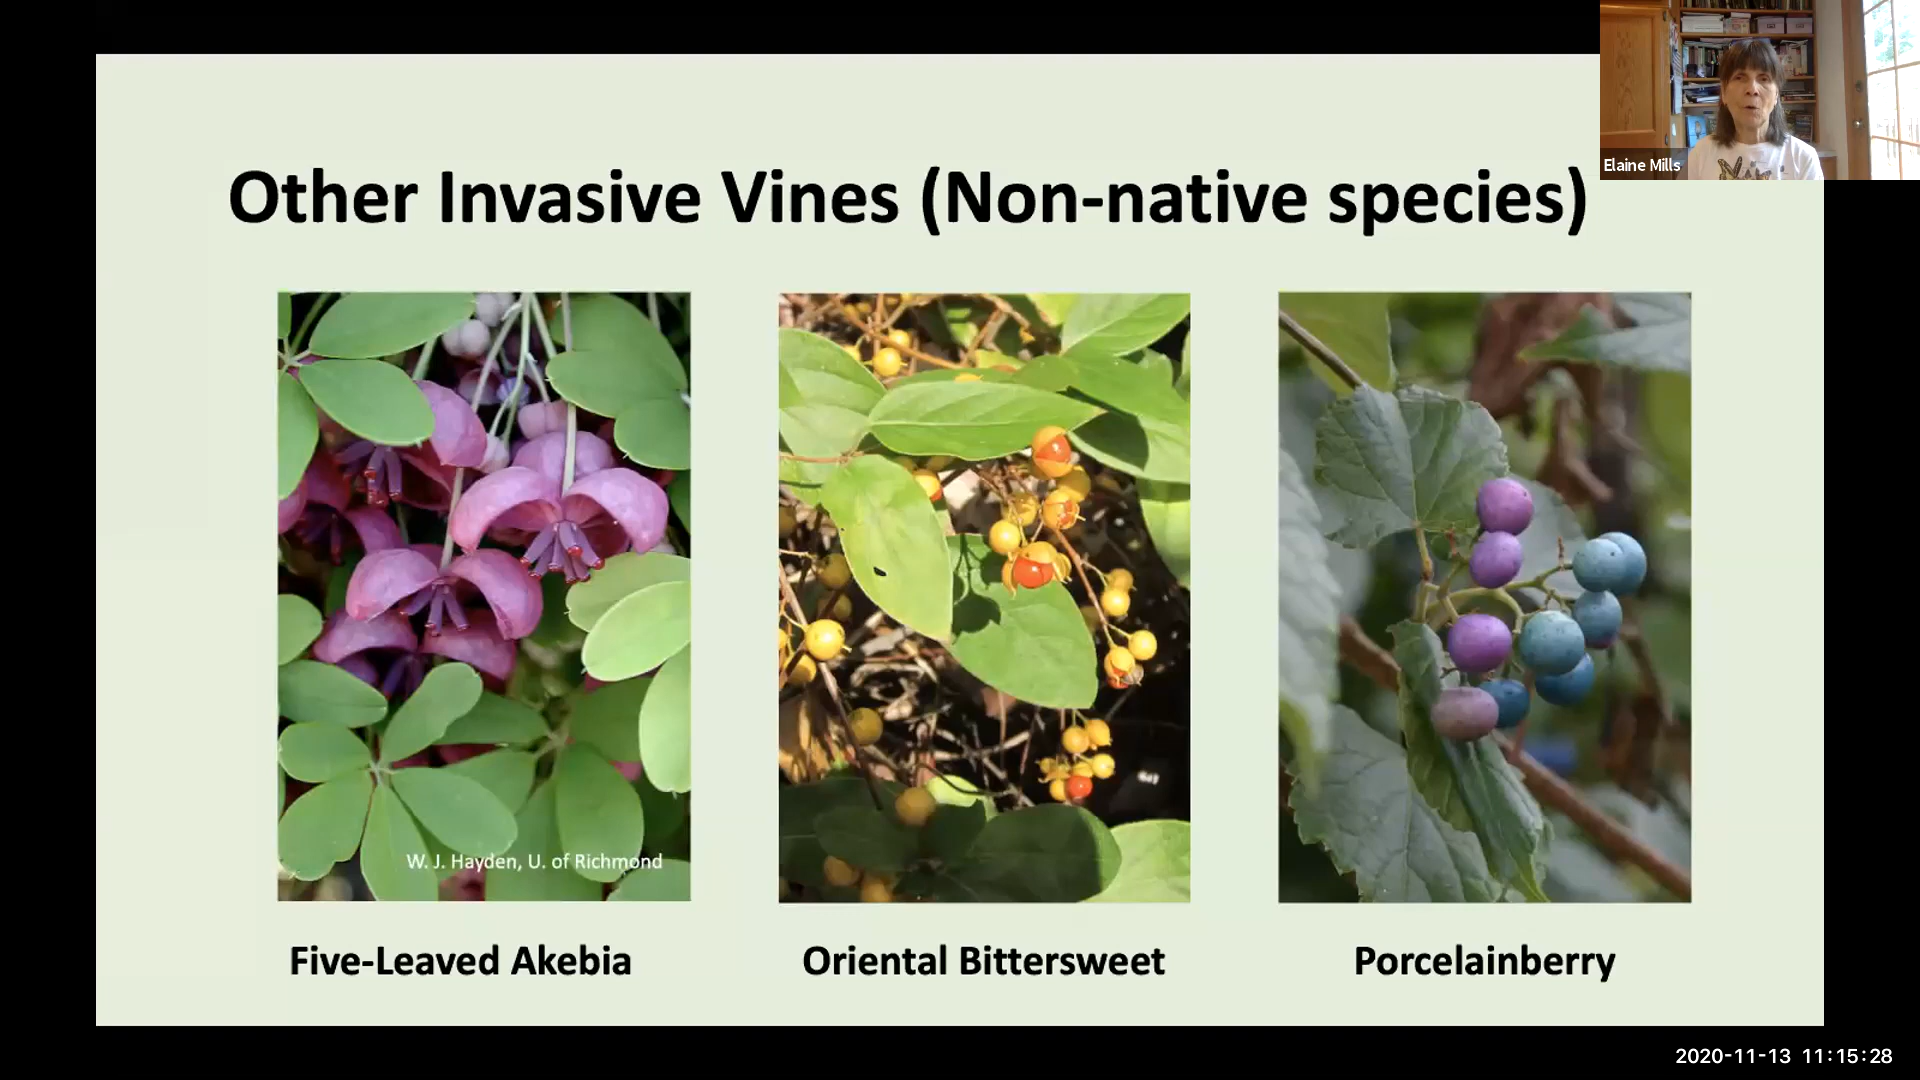 Elaine Mills
Other Invasive Vines (Non-native species)
W. J. Hayden, U. of Richmond
Five-Leaved Akebia
Oriental Bittersweet
Porcelainberry
2020-11-13 11:15:28